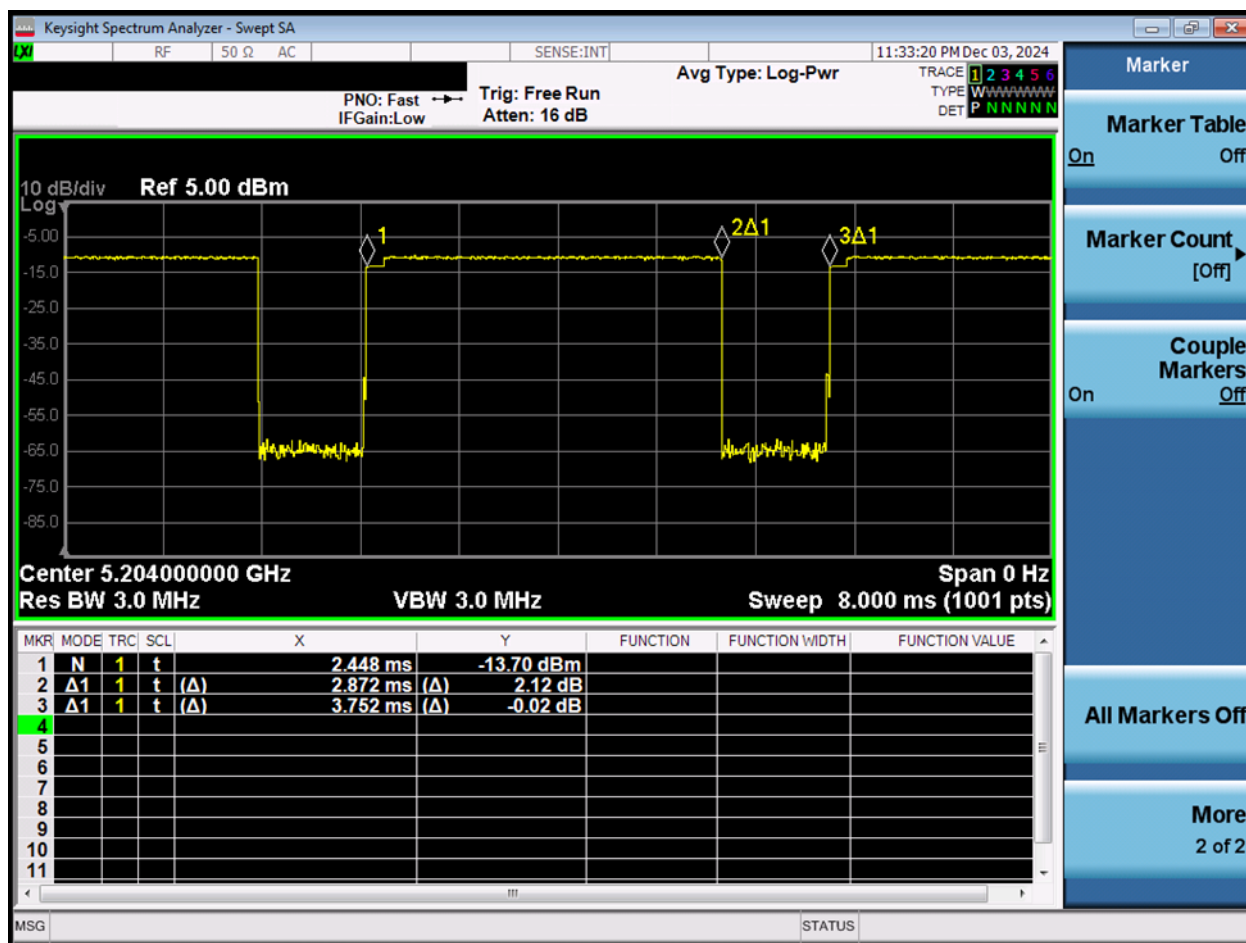 Keysight Spectrum Analyzer - Swept SA
LXI RF 50 Ω AC SENSE:INT 11:33:20 PM Dec 03, 2024
Avg Type: Log-Pwr TRACE 1 2 3 4 5 6
PNO: Fast Trig: Free Run TYPE WWWWWW
IFGain:Low Atten: 16 dB DET P N N N N N
10 dB/div Ref 5.00 dBm
Log
1
2Δ1
3Δ1
-5.00
-15.0
-25.0
-35.0
-45.0
-55.0
-65.0
-75.0
-85.0
Center 5.204000000 GHz Span 0 Hz
Res BW 3.0 MHz VBW 3.0 MHz Sweep 8.000 ms (1001 pts)
MKR MODE TRC SCL X Y FUNCTION FUNCTION WIDTH FUNCTION VALUE
1 N 1 t 2.448 ms -13.70 dBm
2 Δ1 1 t (Δ) 2.872 ms (Δ) 2.12 dB
3 Δ1 1 t (Δ) 3.752 ms (Δ) -0.02 dB
4
5
6
7
8
9
10
11
MSG STATUS
Marker
Marker Table
On Off
Marker Count
[Off]
Couple
Markers
On Off
All Markers Off
More
2 of 2